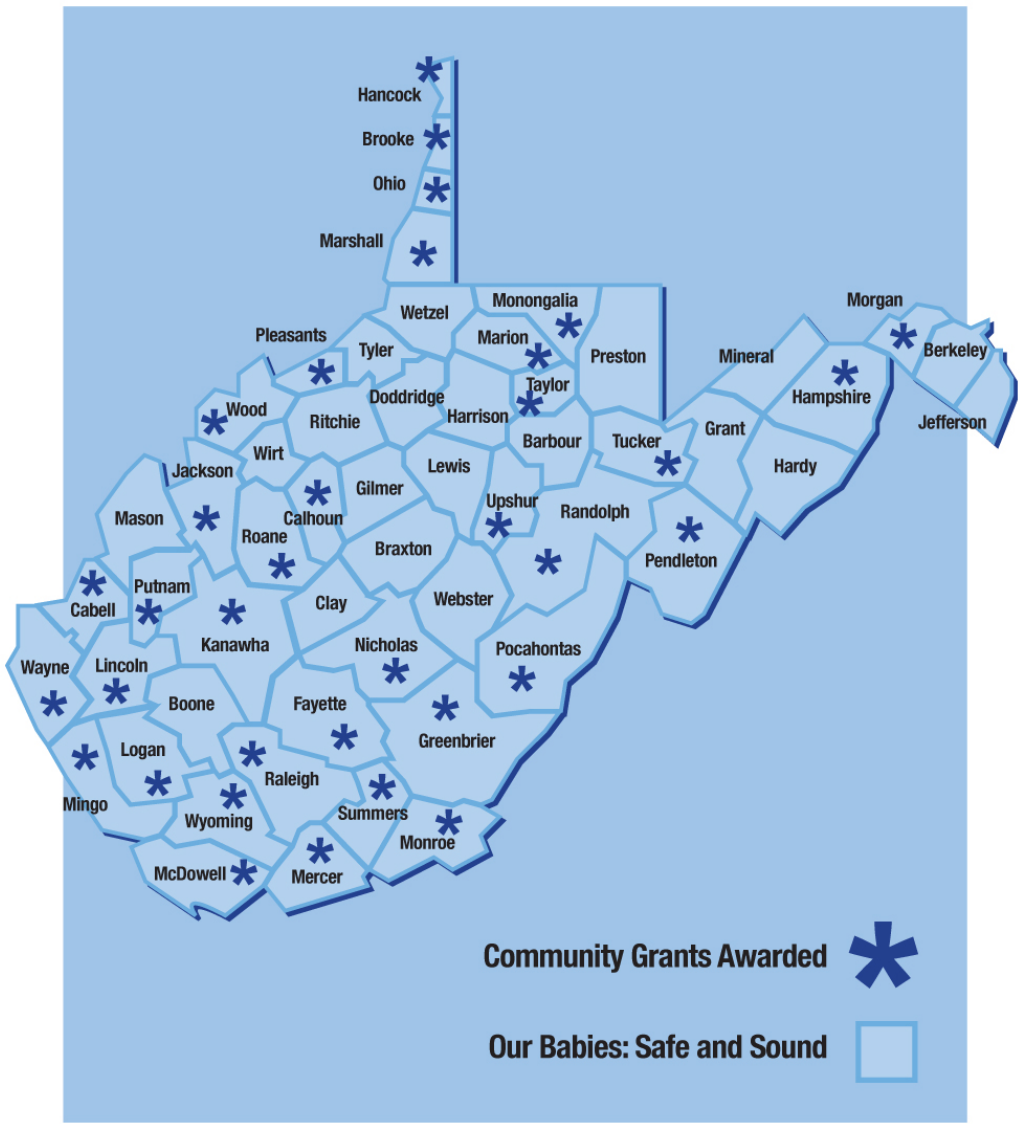 Hancock
Brooke
Ohio
Marshall
Wetzel
Monongalia
Morgan
Pleasants
Marion
Tyler
Preston
Mineral
Berkeley
Taylor
Doddridge
Hampshire
Wood
Harrison
Ritchie
Jefferson
Grant
Barbour
Tucker
Wirt
Lewis
Hardy
Jackson
Gilmer
Upshur
Mason
Calhoun
Randolph
Roane
Braxton
Pendleton
Putnam
Clay
Webster
Cabell
Kanawha
Nicholas
Pocahontas
Wayne
Lincoln
Boone
Fayette
Greenbrier
Logan
Raleigh
Mingo
Summers
Wyoming
Monroe
McDowell
Mercer
Community Grants Awarded
Our Babies: Safe and Sound